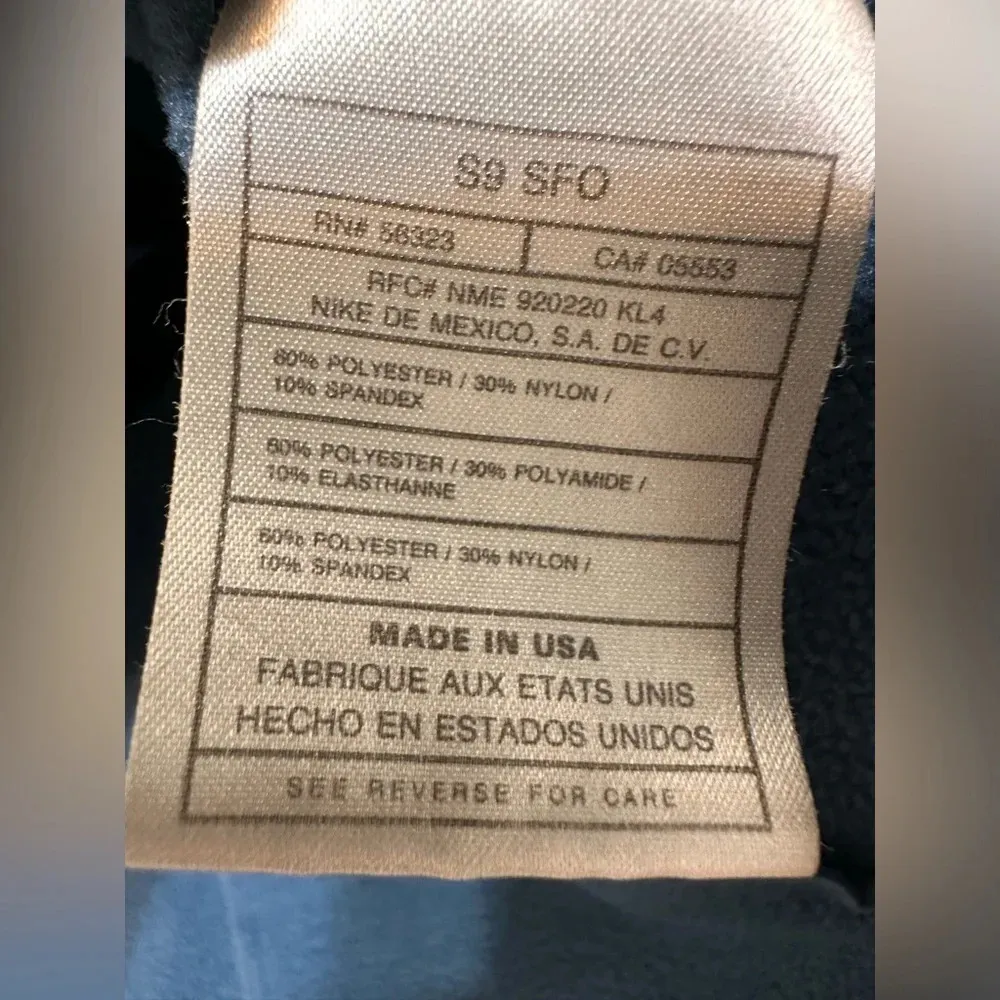 S9 SFO
RN# 56323
CA# 05553
RFC# NME 920220 KL4
NIKE DE MEXICO, S.A. DE C.V.
60% POLYESTER / 30% NYLON /
10% SPANDEX
60% POLYESTER / 30% POLYAMIDE /
10% ELASTHANNE
60% POLYESTER / 30% NYLON /
10% SPANDEX
MADE IN USA
FABRIQUE AUX ETATS UNIS
HECHO EN ESTADOS UNIDOS
SEE REVERSE FOR CARE